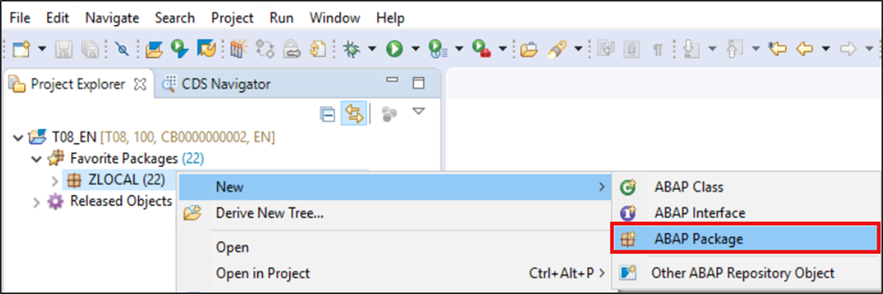 File Edit Navigate Search Project Run Window Help
Project Explorer CDS Navigator
T08_EN [T08, 100, CB0000000002, EN]
Favorite Packages (22)
ZLOCAL (22)
Released Objects
New
Derive New Tree...
Open
Open in Project Ctrl+Alt+P
ABAP Class
ABAP Interface
ABAP Package
Other ABAP Repository Object